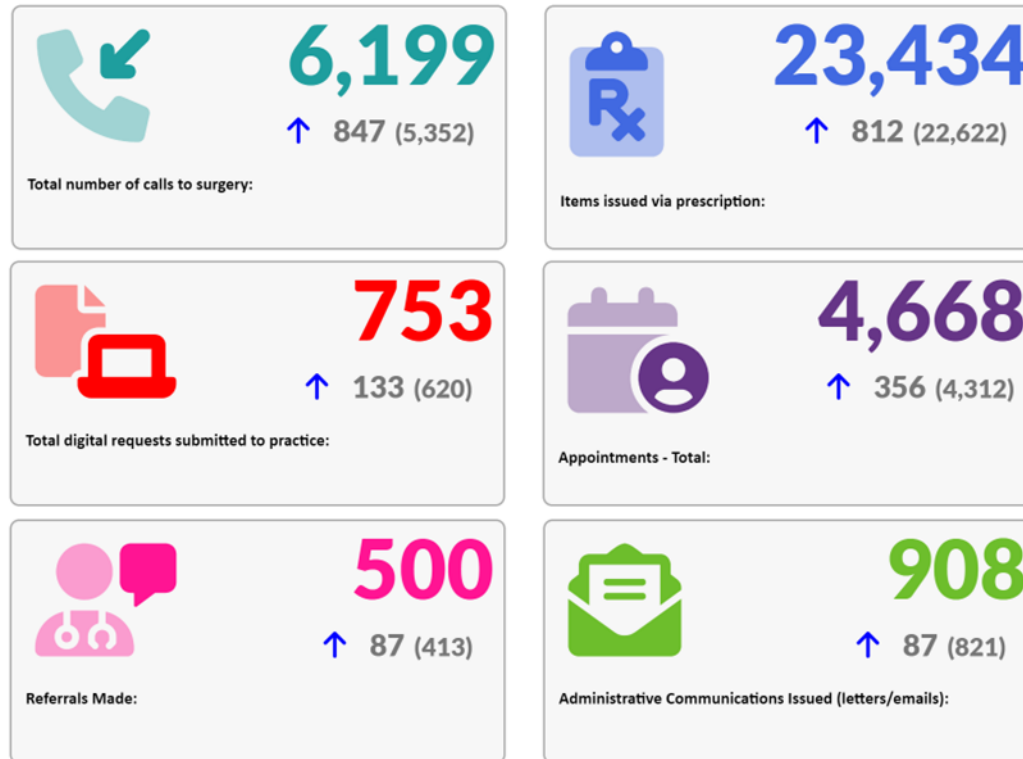 6,199
↑ 847 (5,352)
Total number of calls to surgery:
23,434
↑ 812 (22,622)
Rx
Items issued via prescription:
753
↑ 133 (620)
Total digital requests submitted to practice:
4,668
↑ 356 (4,312)
Appointments - Total:
500
↑ 87 (413)
Referrals Made:
908
↑ 87 (821)
Administrative Communications Issued (letters/emails):